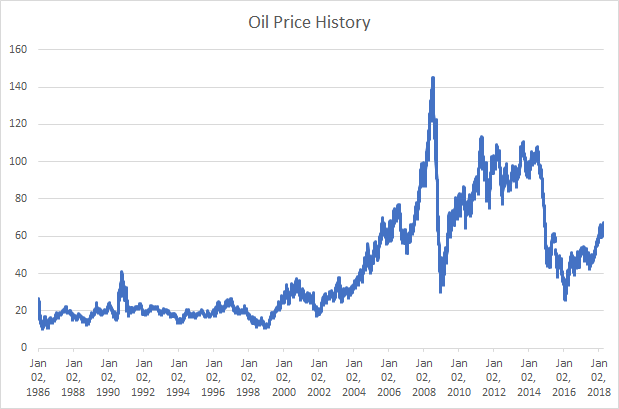 Oil Price History
160
140
120
100
80
60
40
20
0
Jan Jan Jan Jan Jan Jan Jan Jan Jan Jan Jan Jan Jan Jan Jan Jan Jan
02, 02, 02, 02, 02, 02, 02, 02, 02, 02, 02, 02, 02, 02, 02, 02, 02,
1986 1988 1990 1992 1994 1996 1998 2000 2002 2004 2006 2008 2010 2012 2014 2016 2018